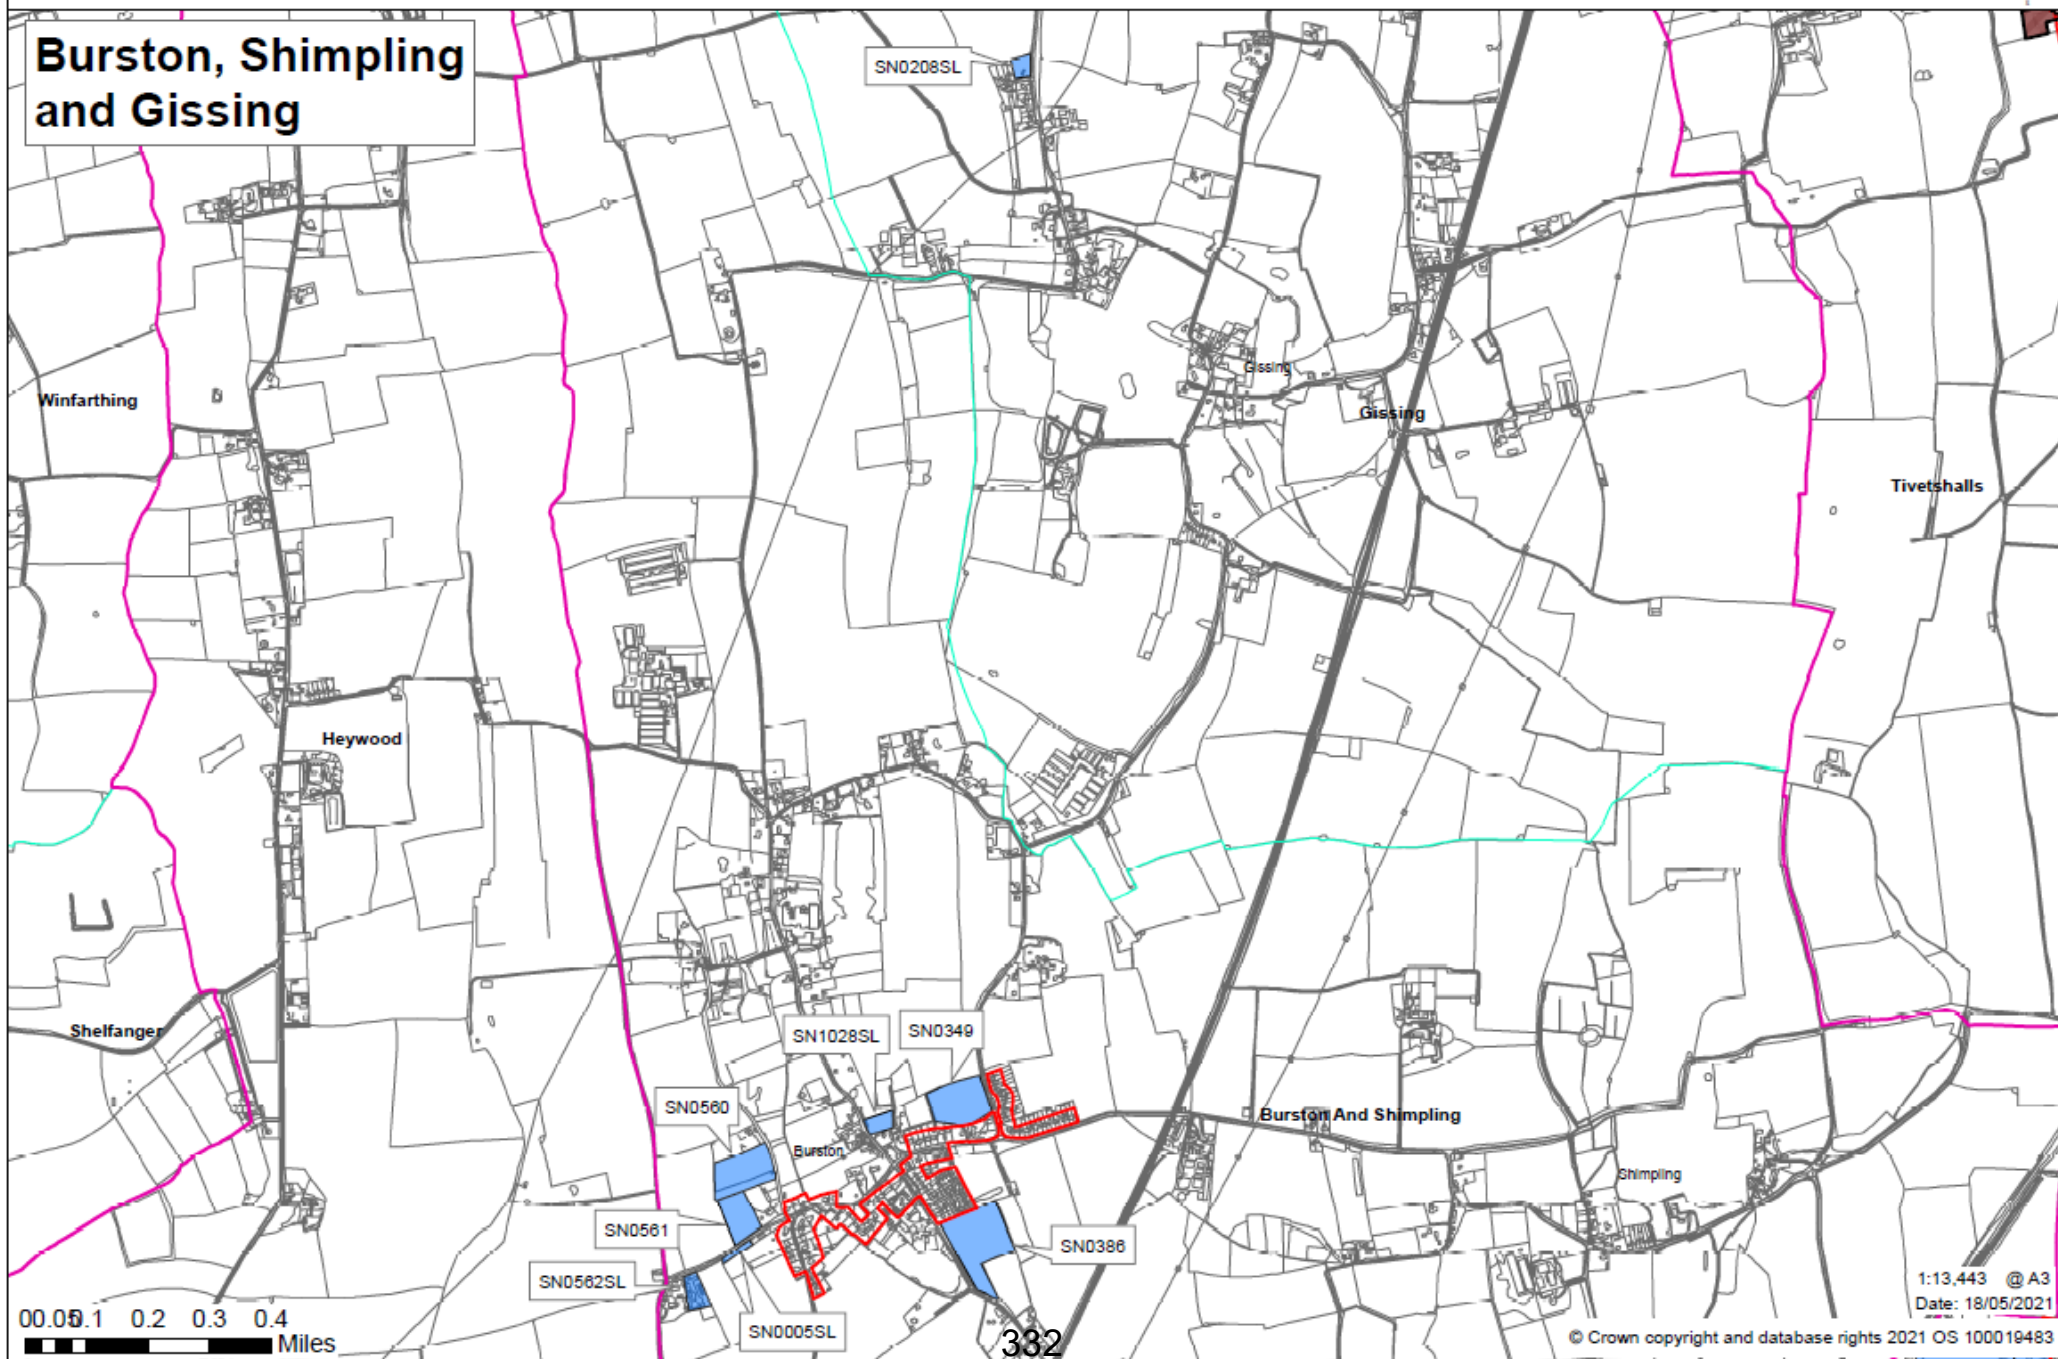 Burston, Shimpling
and Gissing
SN0208SL
Winfarthing
Gissing
Gissing
Tivetshalls
Heywood
Shelfanger
SN1028SL
SN0349
SN0560
Burston
Burston And Shimpling
Shimpling
SN0561
SN0386
SN0562SL
SN0005SL
00.050.1 0.2 0.3 0.4
Miles
332
1:13,443 @ A3
Date: 18/05/2021
© Crown copyright and database rights 2021 OS 100019483